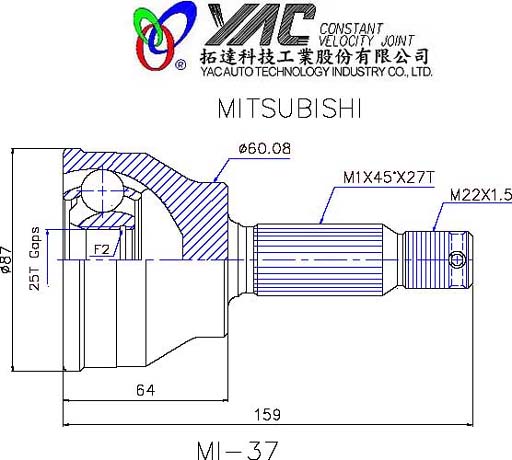 YAC CONSTANT
VELOCITY JOINT
拓達科技工業股份有限公司
® YAC AUTO TECHNOLOGY INDUSTRY CO., LTD.
MITSUBISHI
ø60.08
M1X45°X27T
M22X1.5
ø87
25T Gaps
F2
64
159
MI-37